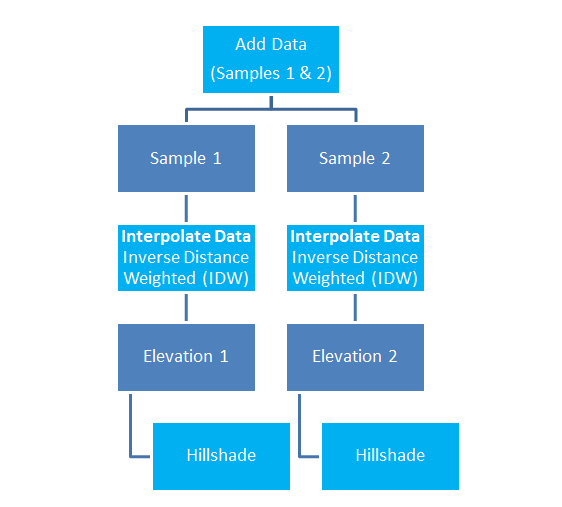 Add Data
(Samples 1 & 2)
Sample 1
Sample 2
Interpolate Data
Inverse Distance
Weighted (IDW)
Interpolate Data
Inverse Distance
Weighted (IDW)
Elevation 1
Elevation 2
Hillshade
Hillshade